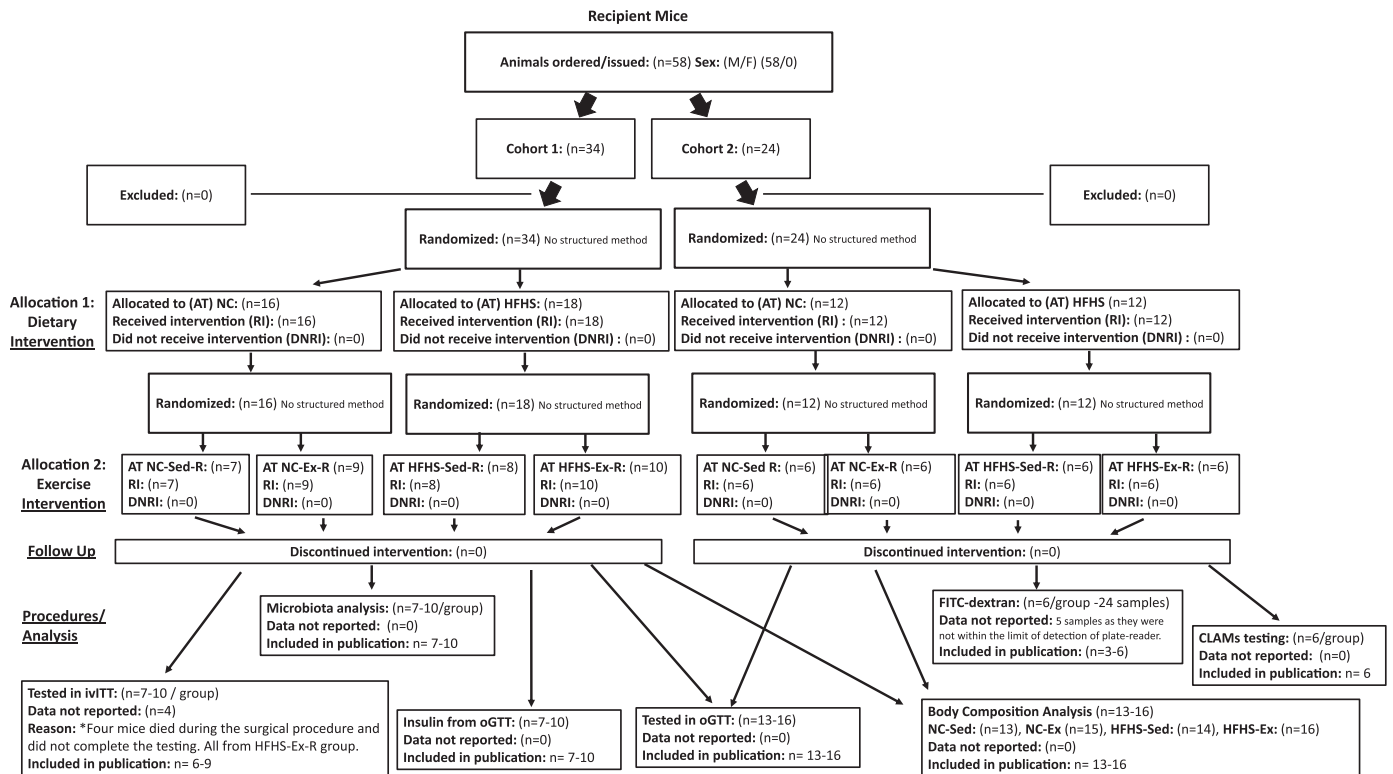 Recipient Mice
Animals ordered/issued: (n=58) Sex: (M/F) (58/0)
Cohort 1: (n=34)
Cohort 2: (n=24)
Excluded: (n=0)
Excluded: (n=0)
Randomized: (n=34) No structured method
Randomized: (n=24) No structured method
Allocation 1:
Dietary
Intervention
Allocated to (AT) NC: (n=16)
Received intervention (RI): (n=16)
Did not receive intervention (DNRI): (n=0)
Allocated to (AT) HFHS: (n=18)
Received intervention (RI): (n=18)
Did not receive intervention (DNRI) : (n=0)
Allocated to (AT) NC: (n=12)
Received intervention (RI) : (n=12)
Did not receive intervention (DNRI) : (n=0)
Allocated to (AT) HFHS (n=12)
Received intervention (RI): (n=12)
Did not receive intervention (DNRI) : (n=0)
Randomized: (n=16) No structured method
Randomized: (n=18) No structured method
Randomized: (n=12) No structured method
Randomized: (n=12) No structured method
Allocation 2:
Exercise
Intervention
AT NC-Sed-R: (n=7)
RI: (n=7)
DNRI: (n=0)
AT NC-Ex-R (n=9)
RI: (n=9)
DNRI: (n=0)
AT HFHS-Sed-R: (n=8)
RI: (n=8)
DNRI: (n=0)
AT HFHS-Ex-R: (n=10)
RI: (n=10)
DNRI: (n=0)
AT NC-Sed R: (n=6)
RI: (n=6)
DNRI: (n=0)
AT NC-Ex-R: (n=6)
RI: (n=6)
DNRI: (n=0)
AT HFHS-Sed-R: (n=6)
RI: (n=6)
DNRI: (n=0)
AT HFHS-Ex-R: (n=6)
RI: (n=6)
DNRI: (n=0)
Follow Up
Discontinued intervention: (n=0)
Discontinued intervention: (n=0)
Procedures/
Analysis
Microbiota analysis: (n=7-10/group)
Data not reported: (n=0)
Included in publication: n= 7-10
FITC-dextran: (n=6/group -24 samples)
Data not reported: 5 samples as they were
not within the limit of detection of plate-reader.
Included in publication: (n=3-6)
CLAMs testing: (n=6/group)
Data not reported: (n=0)
Included in publication: n= 6
Tested in ivITT: (n=7-10 / group)
Data not reported: (n=4)
Reason: *Four mice died during the surgical procedure and
did not complete the testing. All from HFHS-Ex-R group.
Included in publication: n= 6-9
Insulin from oGTT: (n=7-10)
Data not reported: (n=0)
Included in publication: n= 7-10
Tested in oGTT: (n=13-16)
Data not reported: (n=0)
Included in publication: n= 13-16
Body Composition Analysis (n=13-16)
NC-Sed: (n=13), NC-Ex (n=15), HFHS-Sed: (n=14), HFHS-Ex: (n=16)
Data not reported: (n=0)
Included in publication: n= 13-16